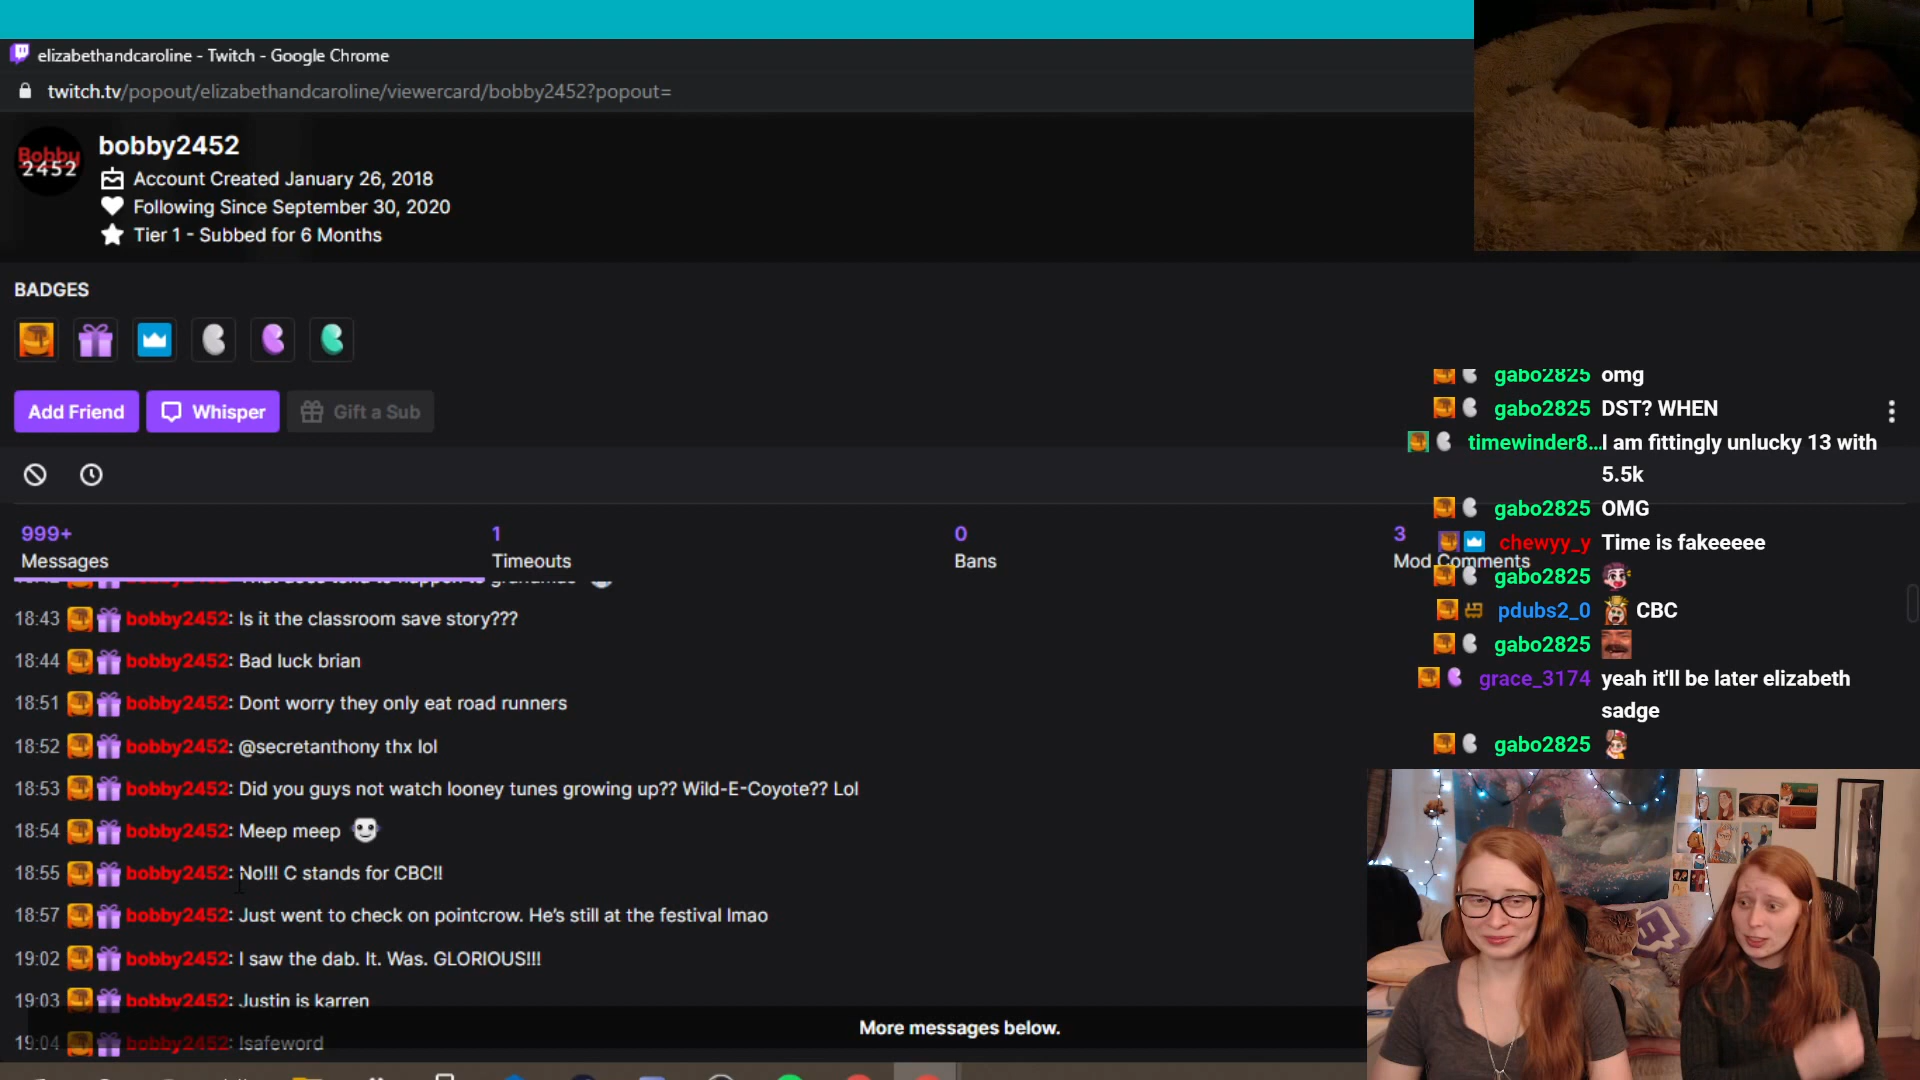 elizabethandcaroline - Twitch - Google Chrome
twitch.tv/popout/elizabethandcaroline/viewercard/bobby2452?popout=
Bobby
2452
bobby2452
Account Created January 26, 2018
Following Since September 30, 2020
Tier 1 - Subbed for 6 Months
BADGES
Add Friend
Whisper
Gift a Sub
999+
Messages
1
Timeouts
0
Bans
3
Mod Comments
18:43 bobby2452: Is it the classroom save story???
18:44 bobby2452: Bad luck brian
18:51 bobby2452: Dont worry they only eat road runners
18:52 bobby2452: @secretanthony thx lol
18:53 bobby2452: Did you guys not watch looney tunes growing up?? Wild-E-Coyote?? Lol
18:54 bobby2452: Meep meep
18:55 bobby2452: No!!! C stands for CBC!!
18:57 bobby2452: Just went to check on pointcrow. He's still at the festival lmao
19:02 bobby2452: I saw the dab. It. Was. GLORIOUS!!!
19:03 bobby2452: Justin is karren
19:04 bobby2452: !safeword
More messages below.
gabo2825 omg
gabo2825 DST? WHEN
timewinder8... I am fittingly unlucky 13 with
5.5k
gabo2825 OMG
chewyy_y Time is fakeeeee
gabo2825
pdubs2_0 CBC
gabo2825
grace_3174 yeah it'll be later elizabeth
sadge
gabo2825